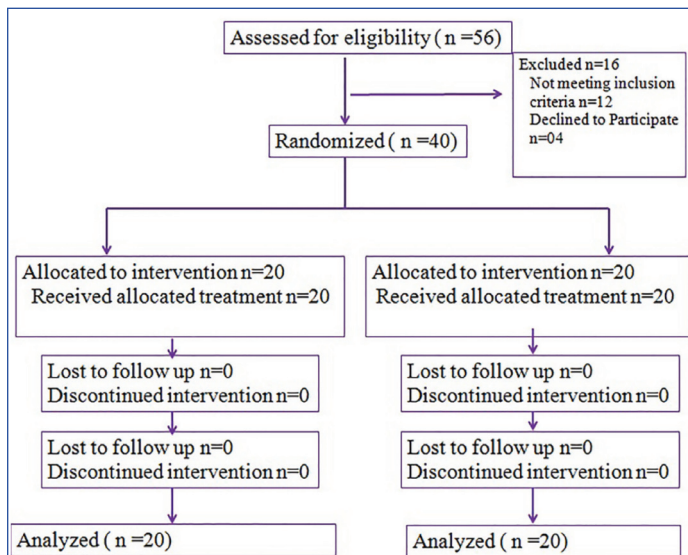 Assessed for eligibility ( n =56)
Excluded n=16
Not meeting inclusion
criteria n=12
Declined to Participate
n=04
Randomized ( n =40)
Allocated to intervention n=20
Received allocated treatment n=20
Allocated to intervention n=20
Received allocated treatment n=20
Lost to follow up n=0
Discontinued intervention n=0
Lost to follow up n=0
Discontinued intervention n=0
Lost to follow up n=0
Discontinued intervention n=0
Lost to follow up n=0
Discontinued intervention n=0
Analyzed ( n =20)
Analyzed ( n =20)